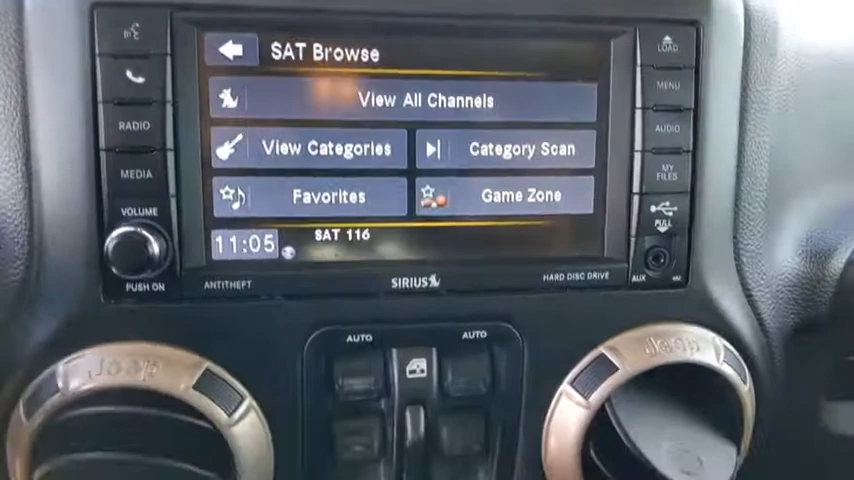 SAT Browse
View All Channels
View Categories
Category Scan
Favorites
Game Zone
11:05
SAT 116
RADIO
MEDIA
VOLUME
PUSH ON
LOAD
MENU
AUDIO
MY
FILES
PULL
AUX
ANTITHEFT
SIRIUS
HARD DISC DRIVE
AUTO
AUTO
Jeep
Jeep